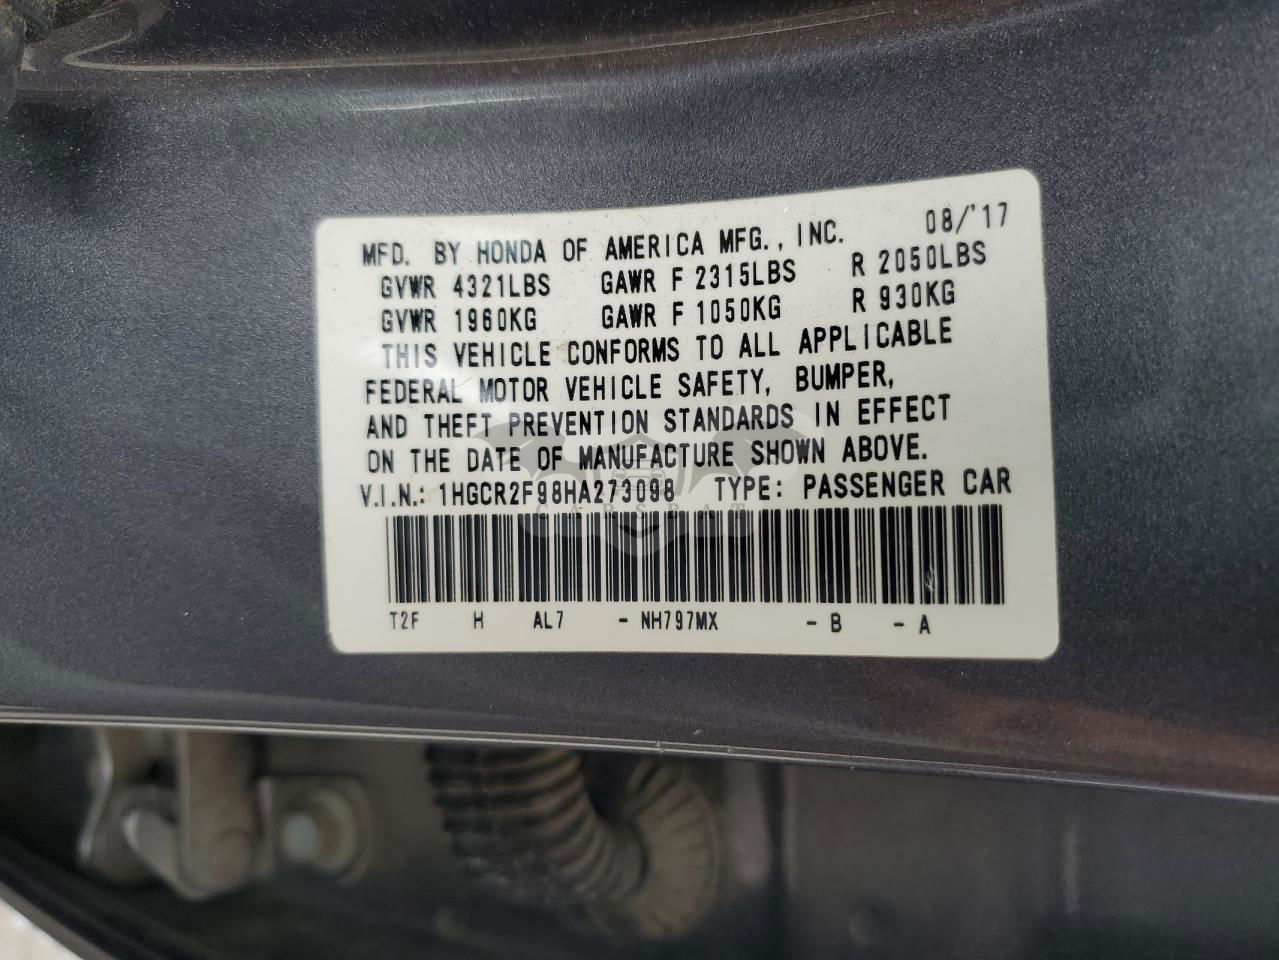 MFD. BY HONDA OF AMERICA MFG., INC. 08/'17
GVWR 4321LBS GAWR F 2315LBS R 2050LBS
GVWR 1960KG GAWR F 1050KG R 930KG
THIS VEHICLE CONFORMS TO ALL APPLICABLE
FEDERAL MOTOR VEHICLE SAFETY, BUMPER,
AND THEFT PREVENTION STANDARDS IN EFFECT
ON THE DATE OF MANUFACTURE SHOWN ABOVE.
V.I.N.: 1HGCR2F98HA273098 TYPE: PASSENGER CAR
CARSBAT
T2F H AL7 - NH797MX - B - A